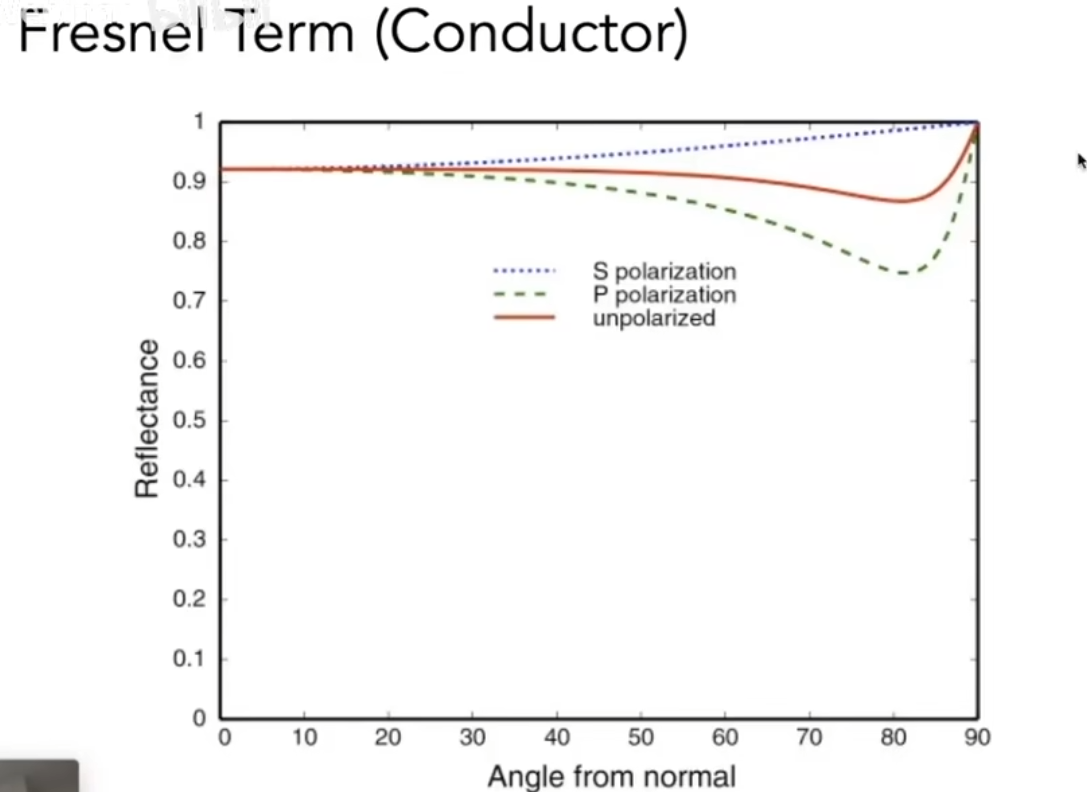 Fresnel Term (Conductor)
1
0.9
0.8
0.7
0.6
0.5
0.4
0.3
0.2
0.1
0
Reflectance
S polarization
P polarization
unpolarized
0 10 20 30 40 50 60 70 80 90
Angle from normal